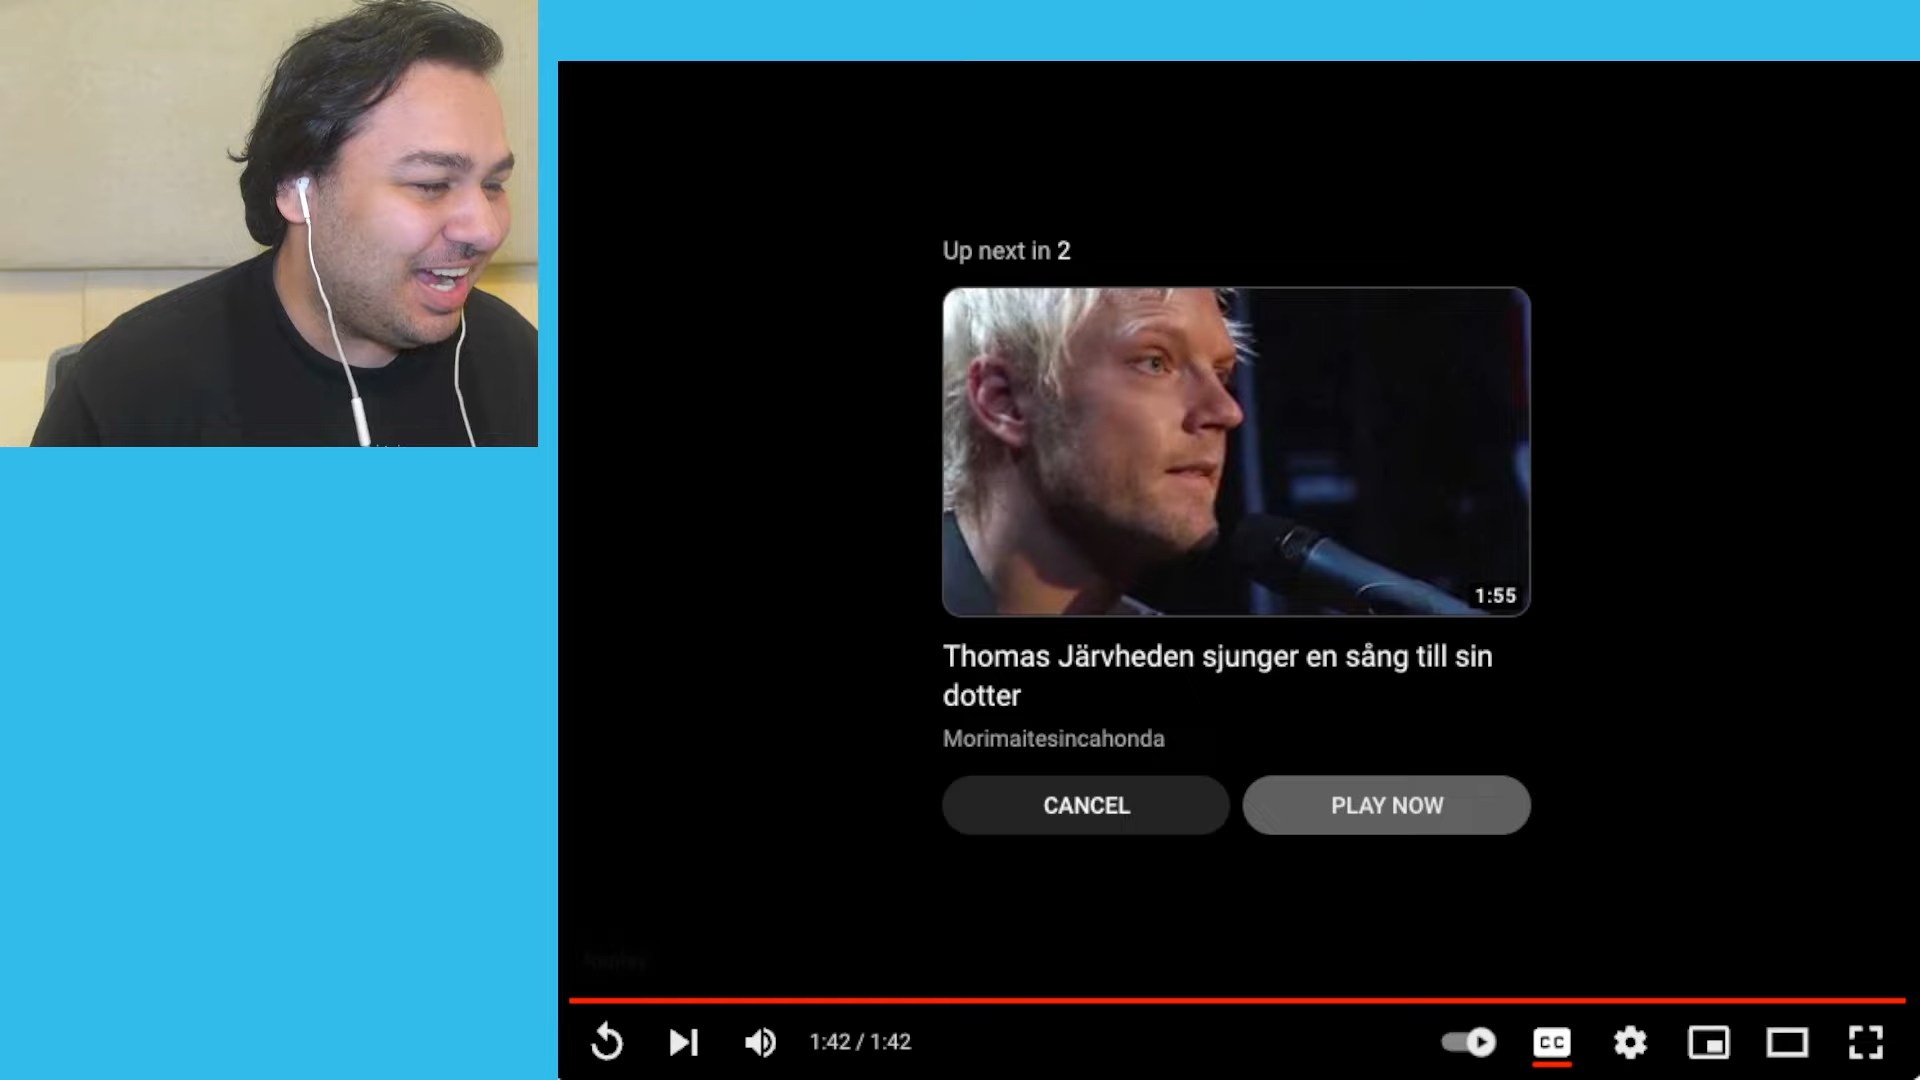 Up next in 2
1:55
Thomas Järvheden sjunger en sång till sin
dotter
Morimaitesincahonda
CANCEL
PLAY NOW
1:42 / 1:42
CC